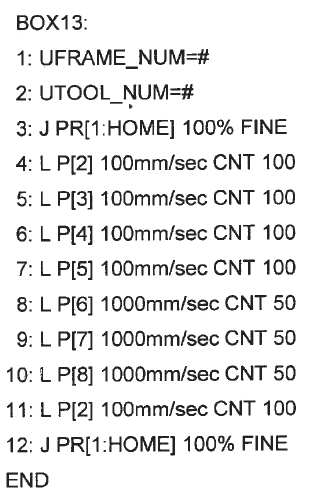 BOX13:
1: UFRAME_NUM=#
2: UTOOL_NUM=#
3: J PR[1:HOME] 100% FINE
4: L P[2] 100mm/sec CNT 100
5: L P[3] 100mm/sec CNT 100
6: L P[4] 100mm/sec CNT 100
7: L P[5] 100mm/sec CNT 100
8: L P[6] 1000mm/sec CNT 50
9: L P[7] 1000mm/sec CNT 50
10: L P[8] 1000mm/sec CNT 50
11: L P[2] 100mm/sec CNT 100
12: J PR[1:HOME] 100% FINE
END